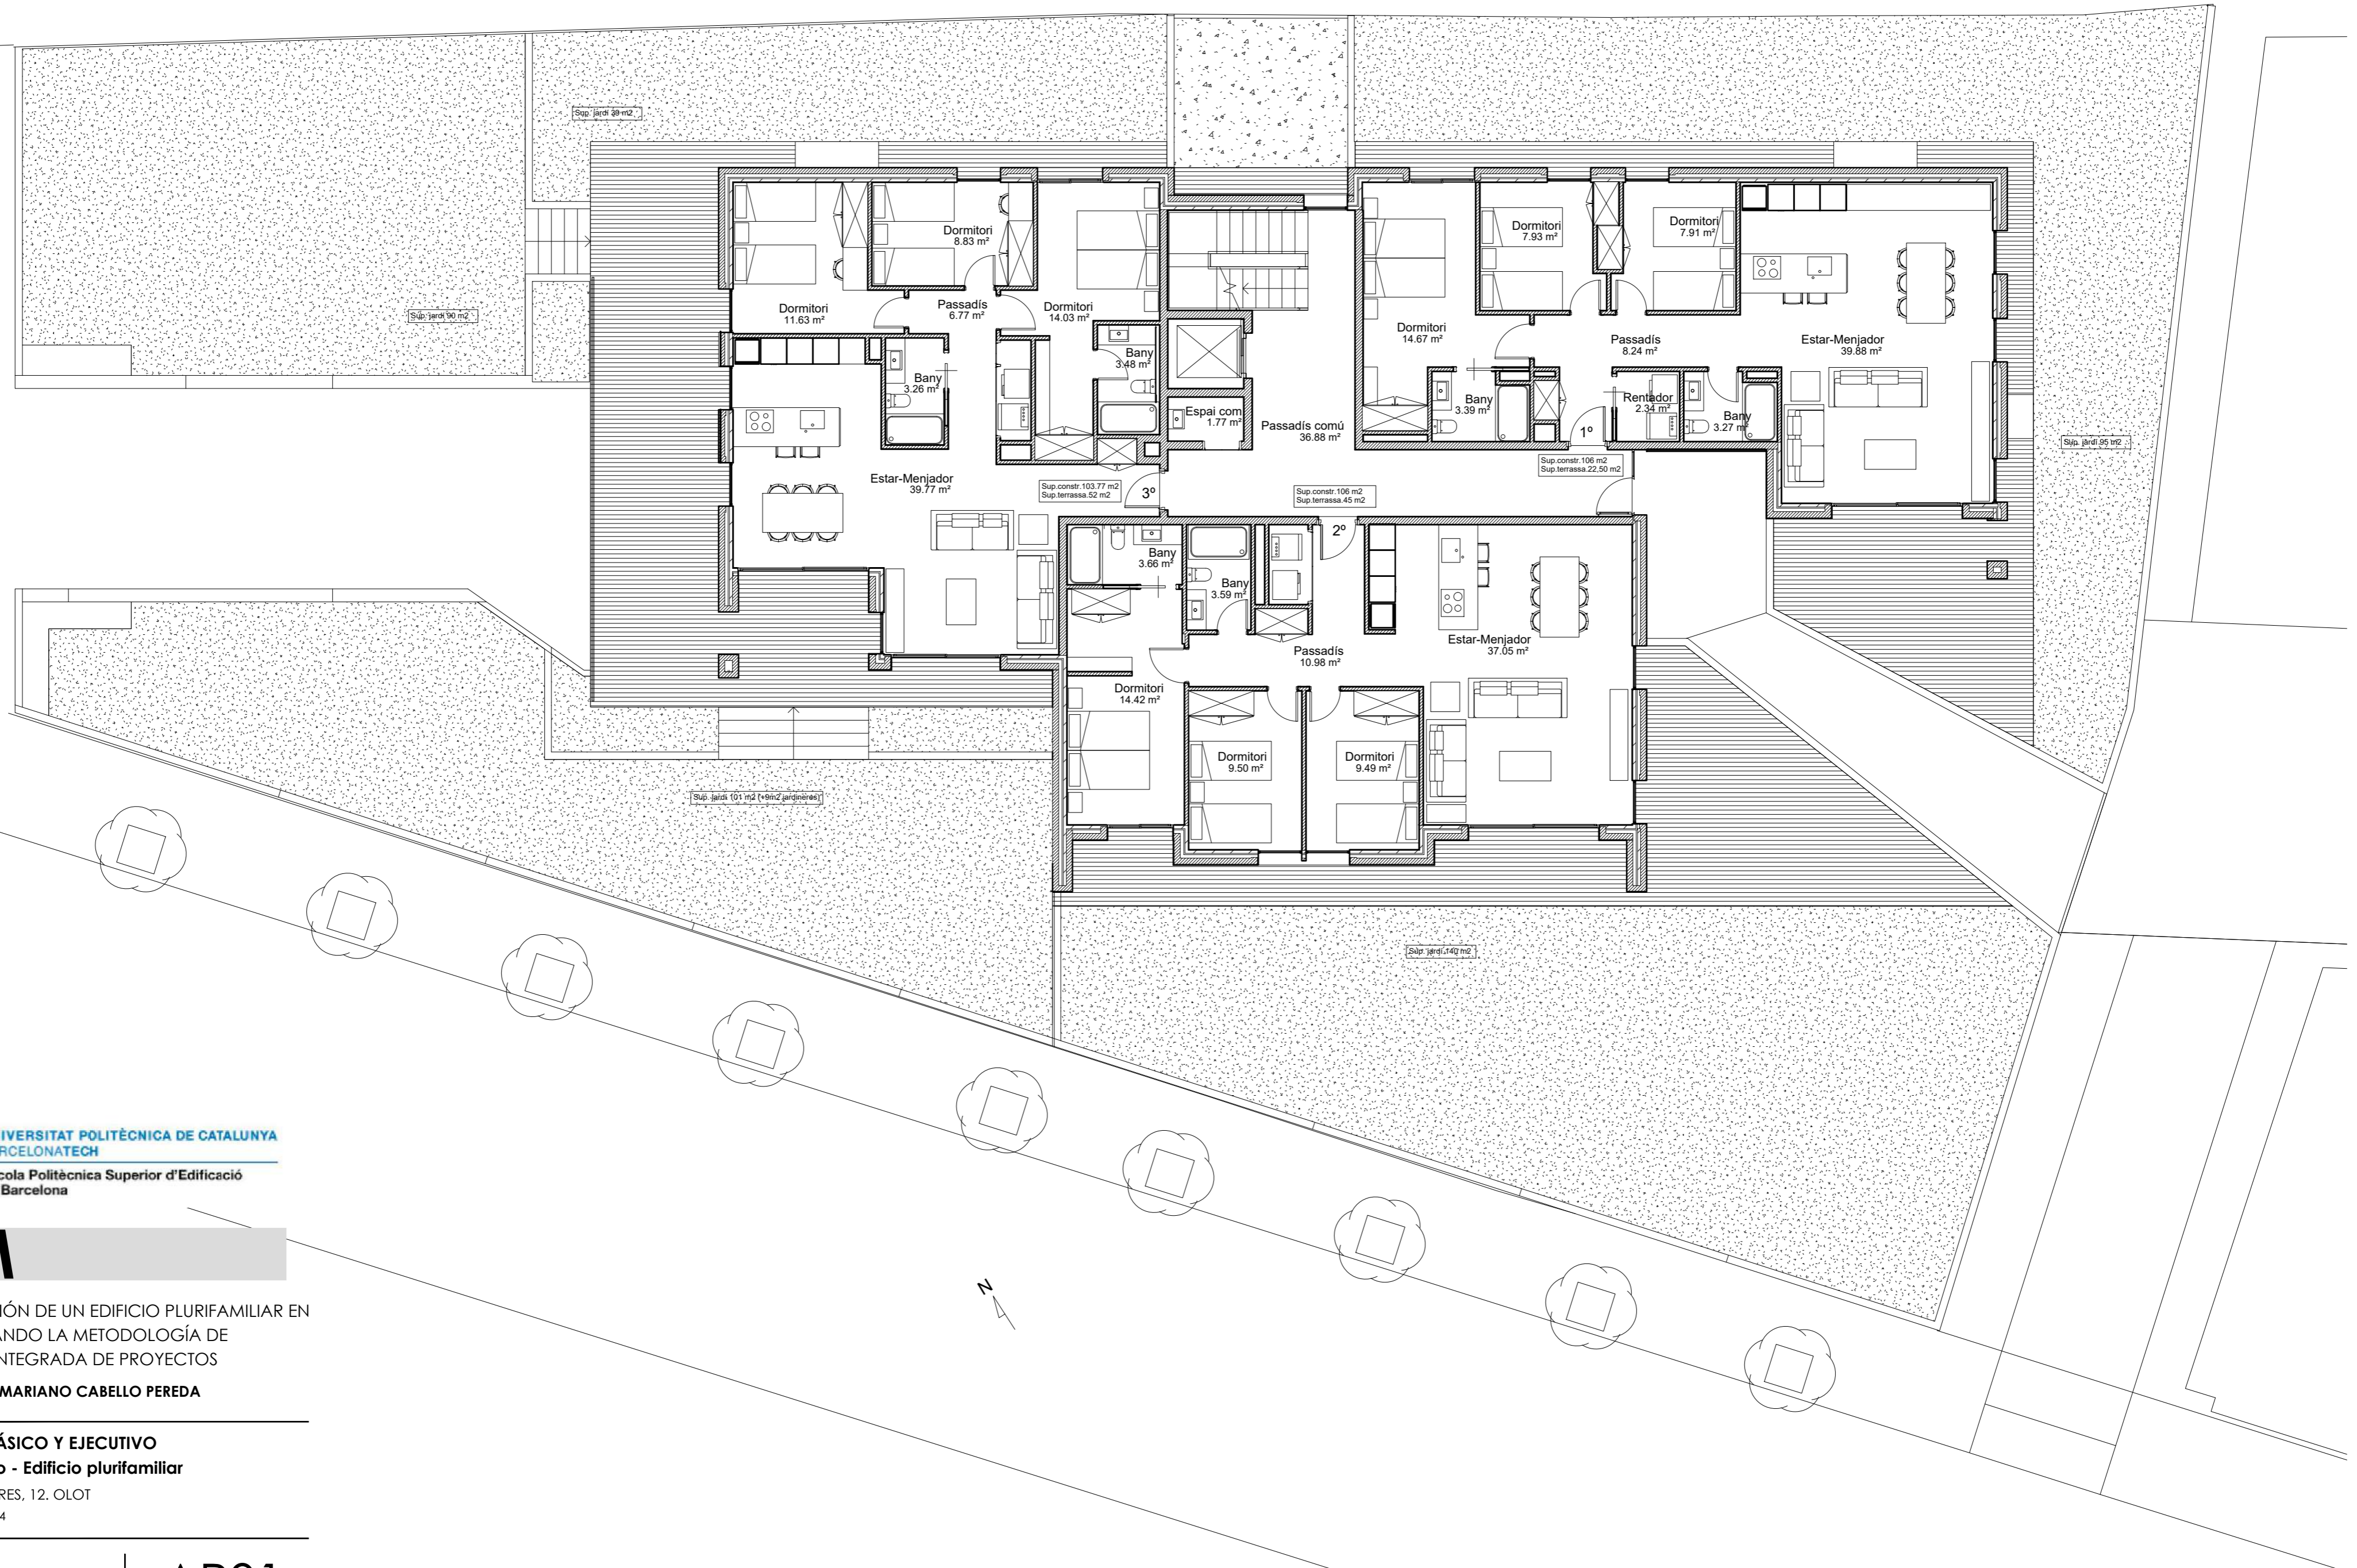 Sup. jardí 39 m2
Sup. jardí 90 m2
Dormitori
11.63 m²
Dormitori
8.83 m²
Passadís
6.77 m²
Dormitori
14.03 m²
Bany
3.26 m²
Bany
3.48 m²
Espai com
1.77 m²
Passadís comú
36.88 m²
Estar-Menjador
39.77 m²
Sup.constr.103.77 m2
Sup.terrassa.52 m2
3º
Dormitori
14.67 m²
Dormitori
7.93 m²
Dormitori
7.91 m²
Passadís
8.24 m²
Estar-Menjador
39.88 m²
Bany
3.39 m²
Rentador
2.34 m²
Bany
3.27 m²
1º
Sup.constr.106 m2
Sup.terrassa.22,50 m2
Sup. jardí 95 m2
Sup.constr.106 m2
Sup.terrassa.45 m2
2º
Bany
3.66 m²
Bany
3.59 m²
Passadís
10.98 m²
Estar-Menjador
37.05 m²
Dormitori
14.42 m²
Dormitori
9.50 m²
Dormitori
9.49 m²
Sup. jardí 101 m2 (+9m2 jardineres)
Sup. jardí 140 m2
N
IVERSITAT POLITÈCNICA DE CATALUNYA
RCELONATECH
cola Politècnica Superior d'Edificació
Barcelona
IÓN DE UN EDIFICIO PLURIFAMILIAR EN
ANDO LA METODOLOGÍA DE
NTEGRADA DE PROYECTOS
MARIANO CABELLO PEREDA
ÁSICO Y EJECUTIVO
o - Edificio plurifamiliar
RES, 12. OLOT
4